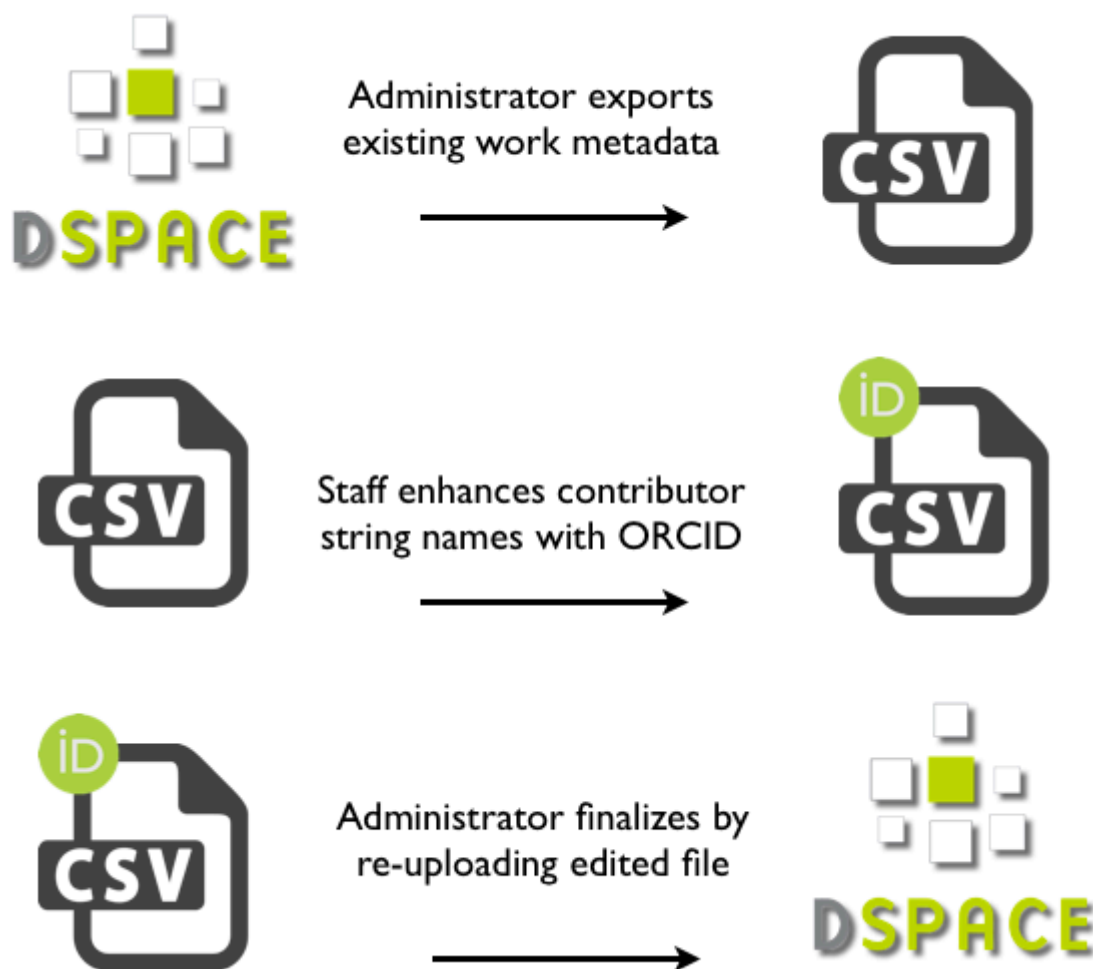 DSPACE
Administrator exports
existing work metadata
CSV
CSV
Staff enhances contributor
string names with ORCID
iD
CSV
iD
CSV
Administrator finalizes by
re-uploading edited file
DSPACE